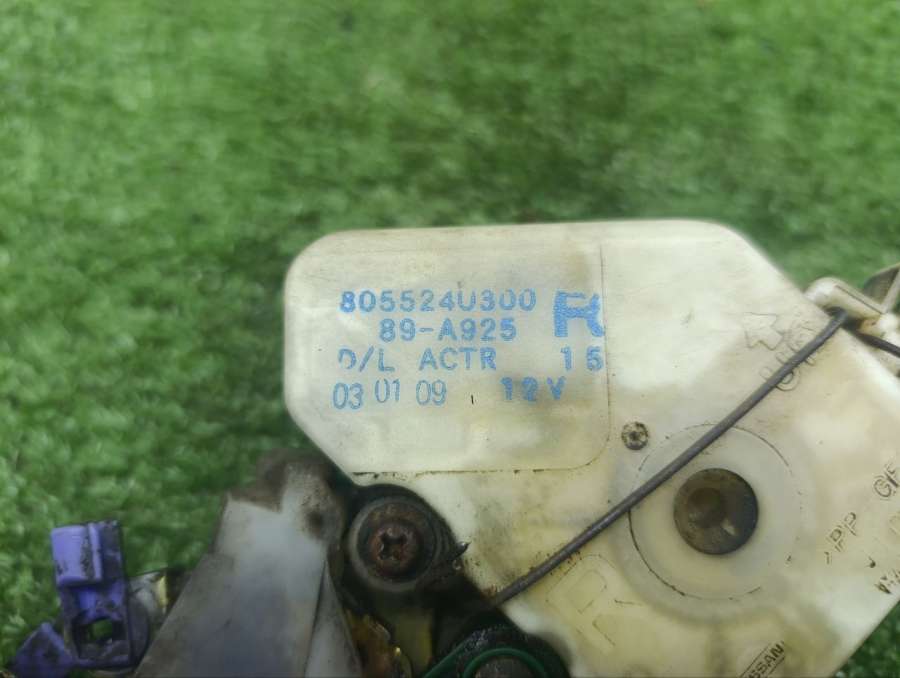 805524U300
89-A925 R
D/L ACTR 15
03 01 09 12V
R
NISSAN